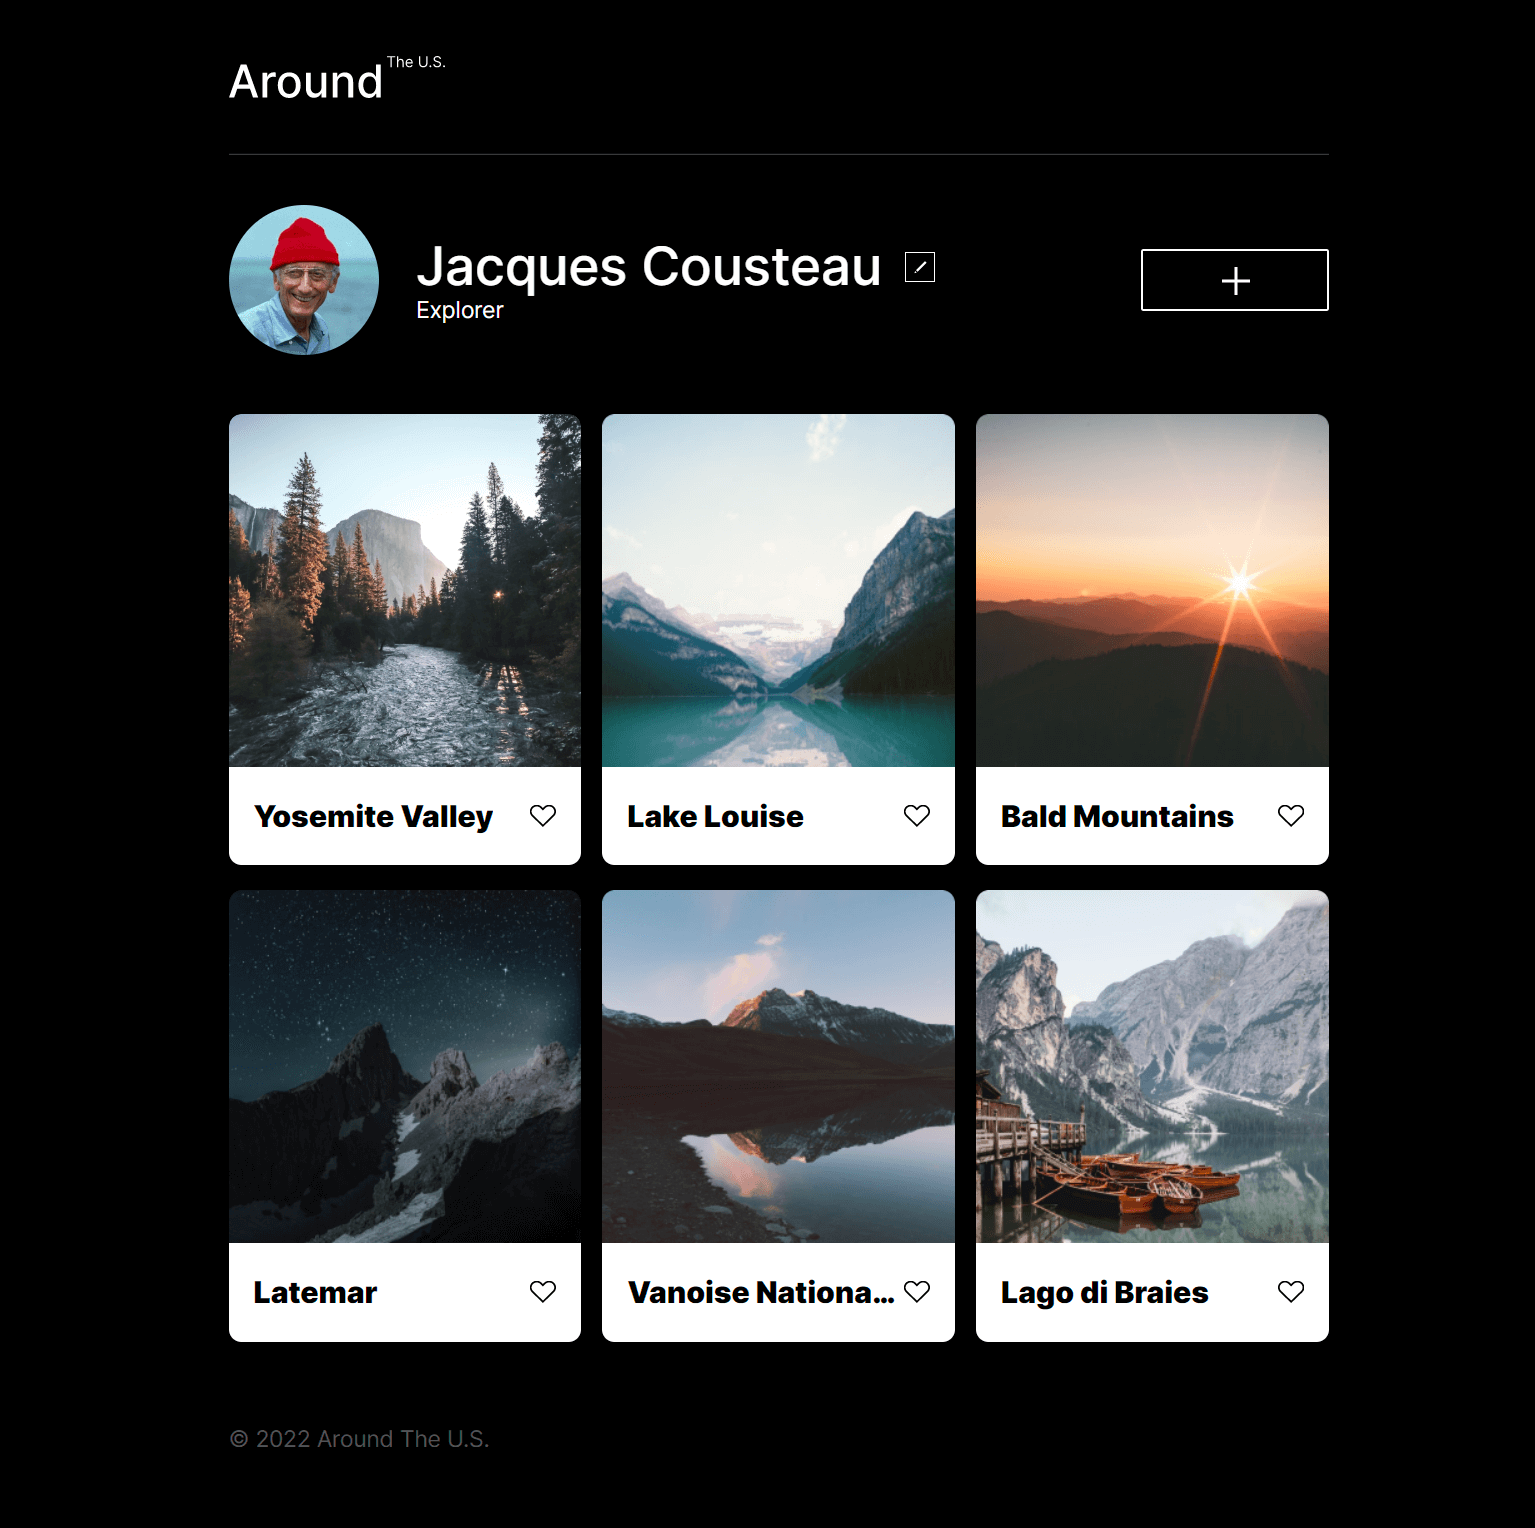 Around The U.S.
Jacques Cousteau
Explorer
Yosemite Valley
Lake Louise
Bald Mountains
Latemar
Vanoise Nationa...
Lago di Braies
© 2022 Around The U.S.